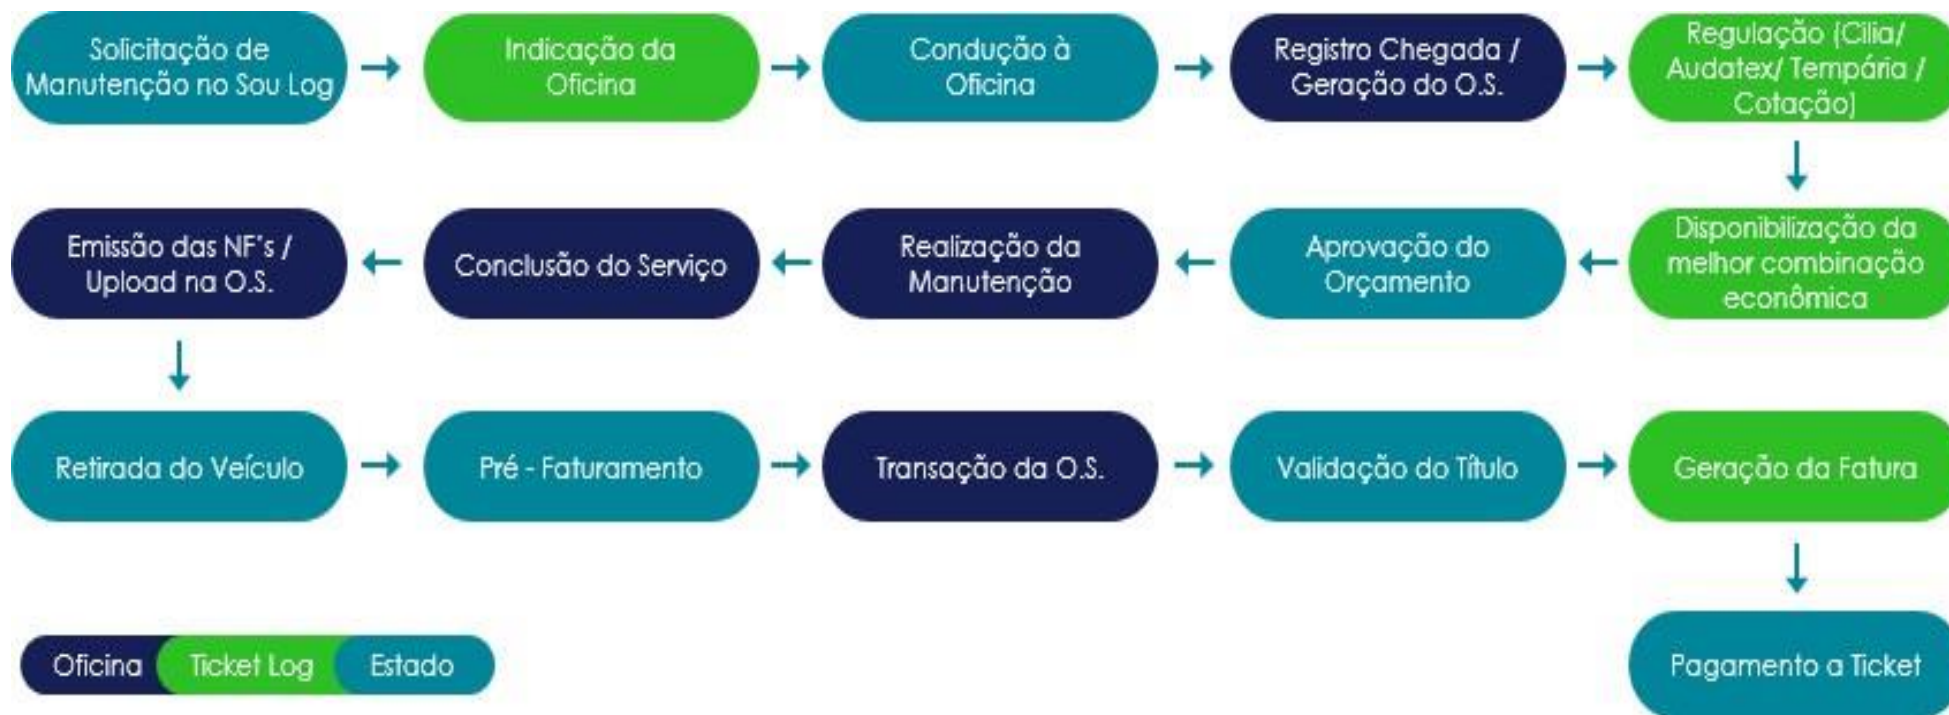 Solicitação de
Manutenção no Sou Log
Indicação da
Oficina
Condução à
Oficina
Registro Chegada /
Geração do O.S.
Regulação (Cilia/
Audatex/ Tempária /
Cotação)
Disponibilização da
melhor combinação
econômica
Aprovação do
Orçamento
Realização da
Manutenção
Conclusão do Serviço
Emissão das NF's /
Upload na O.S.
Retirada do Veículo
Pré - Faturamento
Transação da O.S.
Validação do Título
Geração da Fatura
Pagamento a Ticket
Oficina
Ticket Log
Estado